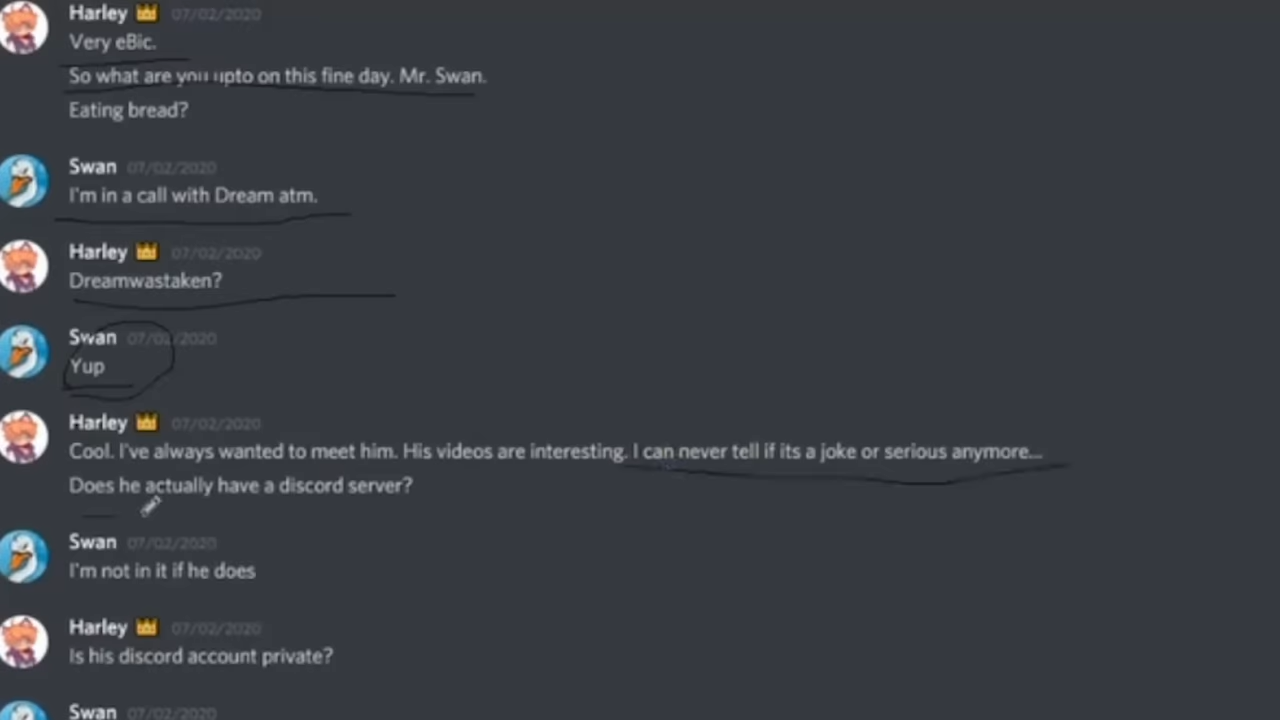 Harley 👑 07/02/2020
Very eBic.
So what are you upto on this fine day. Mr. Swan.
Eating bread?
Swan 07/02/2020
I'm in a call with Dream atm.
Harley 👑 07/02/2020
Dreamwastaken?
Swan 07/02/2020
Yup
Harley 👑 07/02/2020
Cool. I've always wanted to meet him. His videos are interesting. I can never tell if its a joke or serious anymore...
Does he actually have a discord server?
Swan 07/02/2020
I'm not in it if he does
Harley 👑 07/02/2020
Is his discord account private?
Swan 07/02/2020